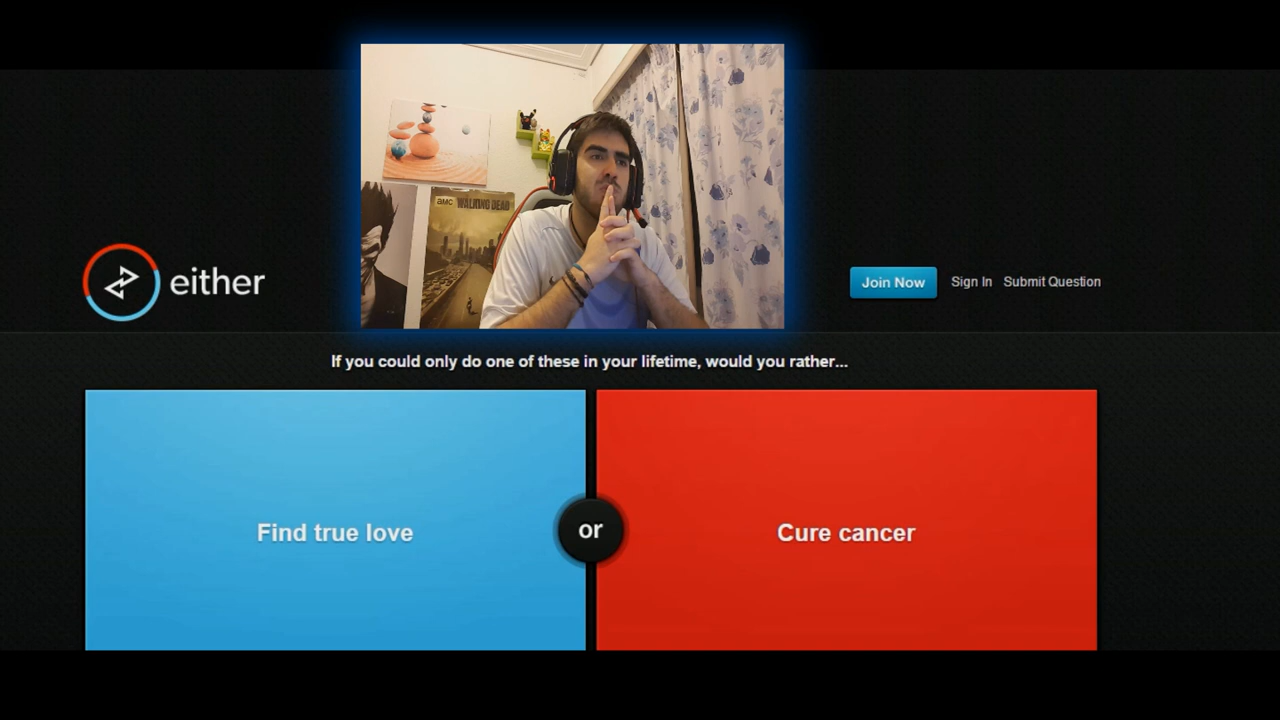 AMC WALKING DEAD
either
Join Now Sign In Submit Question
If you could only do one of these in your lifetime, would you rather...
Find true love
or
Cure cancer